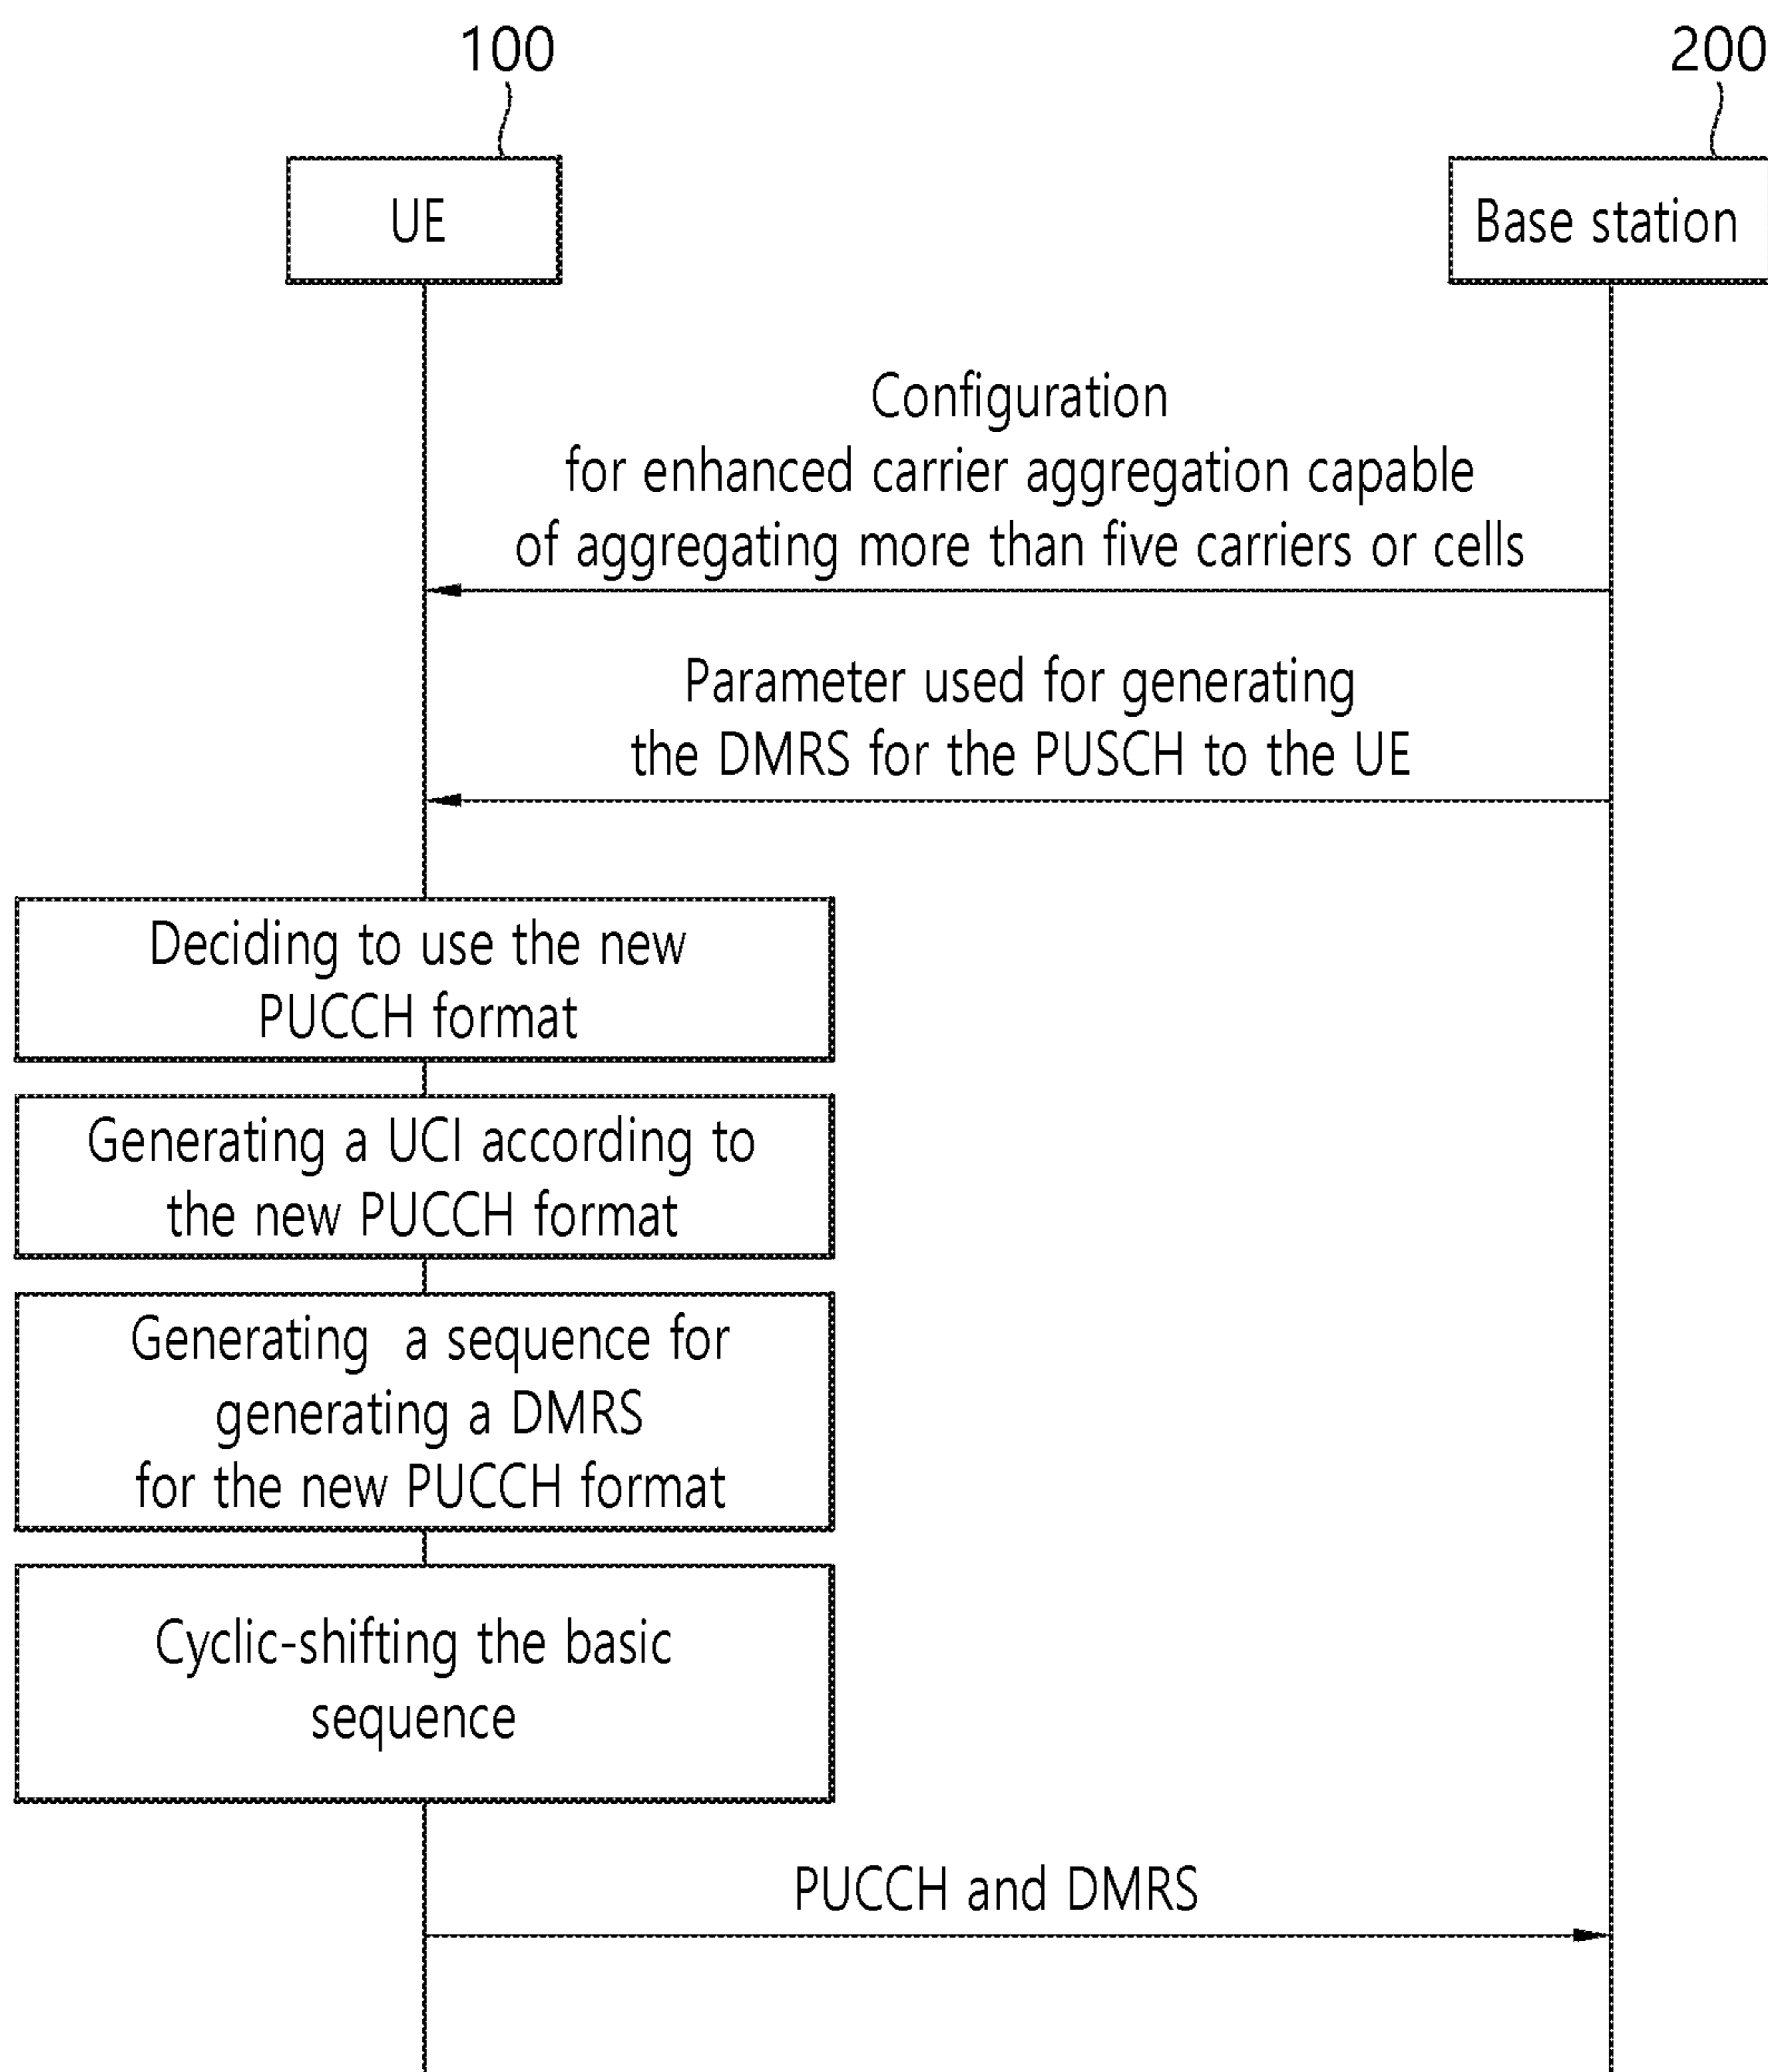 100
200
UE
Base station
Configuration
for enhanced carrier aggregation capable
of aggregating more than five carriers or cells
Parameter used for generating
the DMRS for the PUSCH to the UE
Deciding to use the new
PUCCH format
Generating a UCI according to
the new PUCCH format
Generating a sequence for
generating a DMRS
for the new PUCCH format
Cyclic-shifting the basic
sequence
PUCCH and DMRS